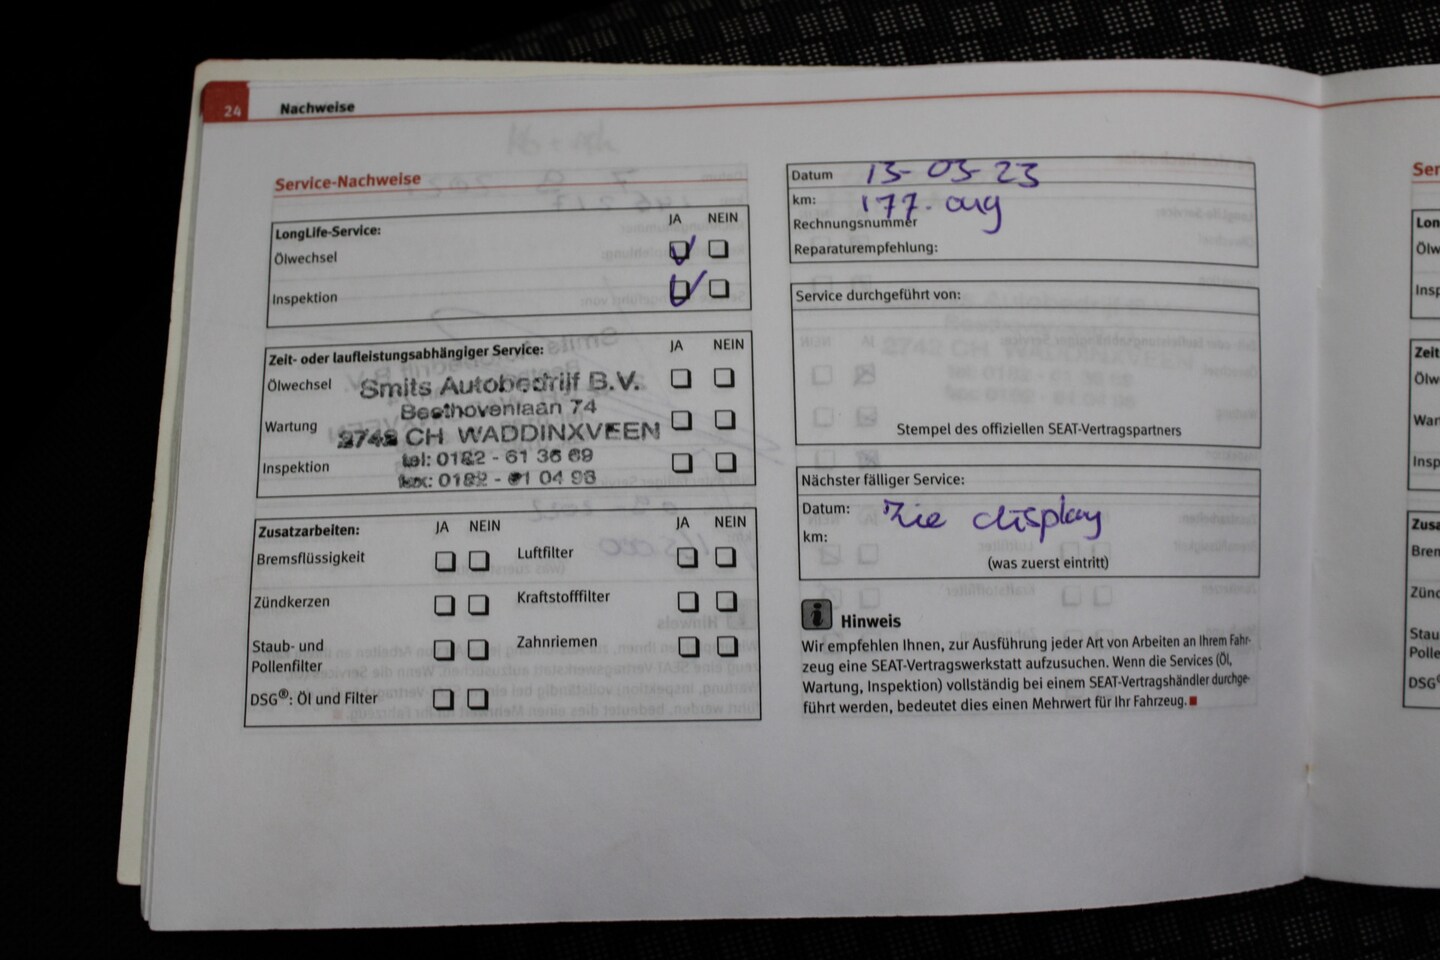 24 Nachweise
Service-Nachweise
JA NEIN
LongLife-Service:
Ölwechsel
Inspektion
Zeit- oder laufleistungsabhängiger Service: JA NEIN
Ölwechsel
Wartung
Inspektion
Smits Autobedrijf B.V.
Beethovenlaan 74
2742 CH WADDINXVEEN
tel: 0182 - 61 36 69
fax: 0182 - 61 04 96
Zusatzarbeiten: JA NEIN JA NEIN
Bremsflüssigkeit Luftfilter
Zündkerzen Kraftstofffilter
Staub- und Zahnriemen
Pollenfilter
DSG®: Öl und Filter
Datum 13-03-23
km: 177.
Rechnungsnummer
Reparaturempfehlung:
Service durchgeführt von:
Stempel des offiziellen SEAT-Vertragspartners
Nächster fälliger Service:
Datum: Zie display
km:
(was zuerst eintritt)
i Hinweis
Wir empfehlen Ihnen, zur Ausführung jeder Art von Arbeiten an Ihrem Fahr-
zeug eine SEAT-Vertragswerkstatt aufzusuchen. Wenn die Services (Öl,
Wartung, Inspektion) vollständig bei einem SEAT-Vertragshändler durchge-
führt werden, bedeutet dies einen Mehrwert für Ihr Fahrzeug.